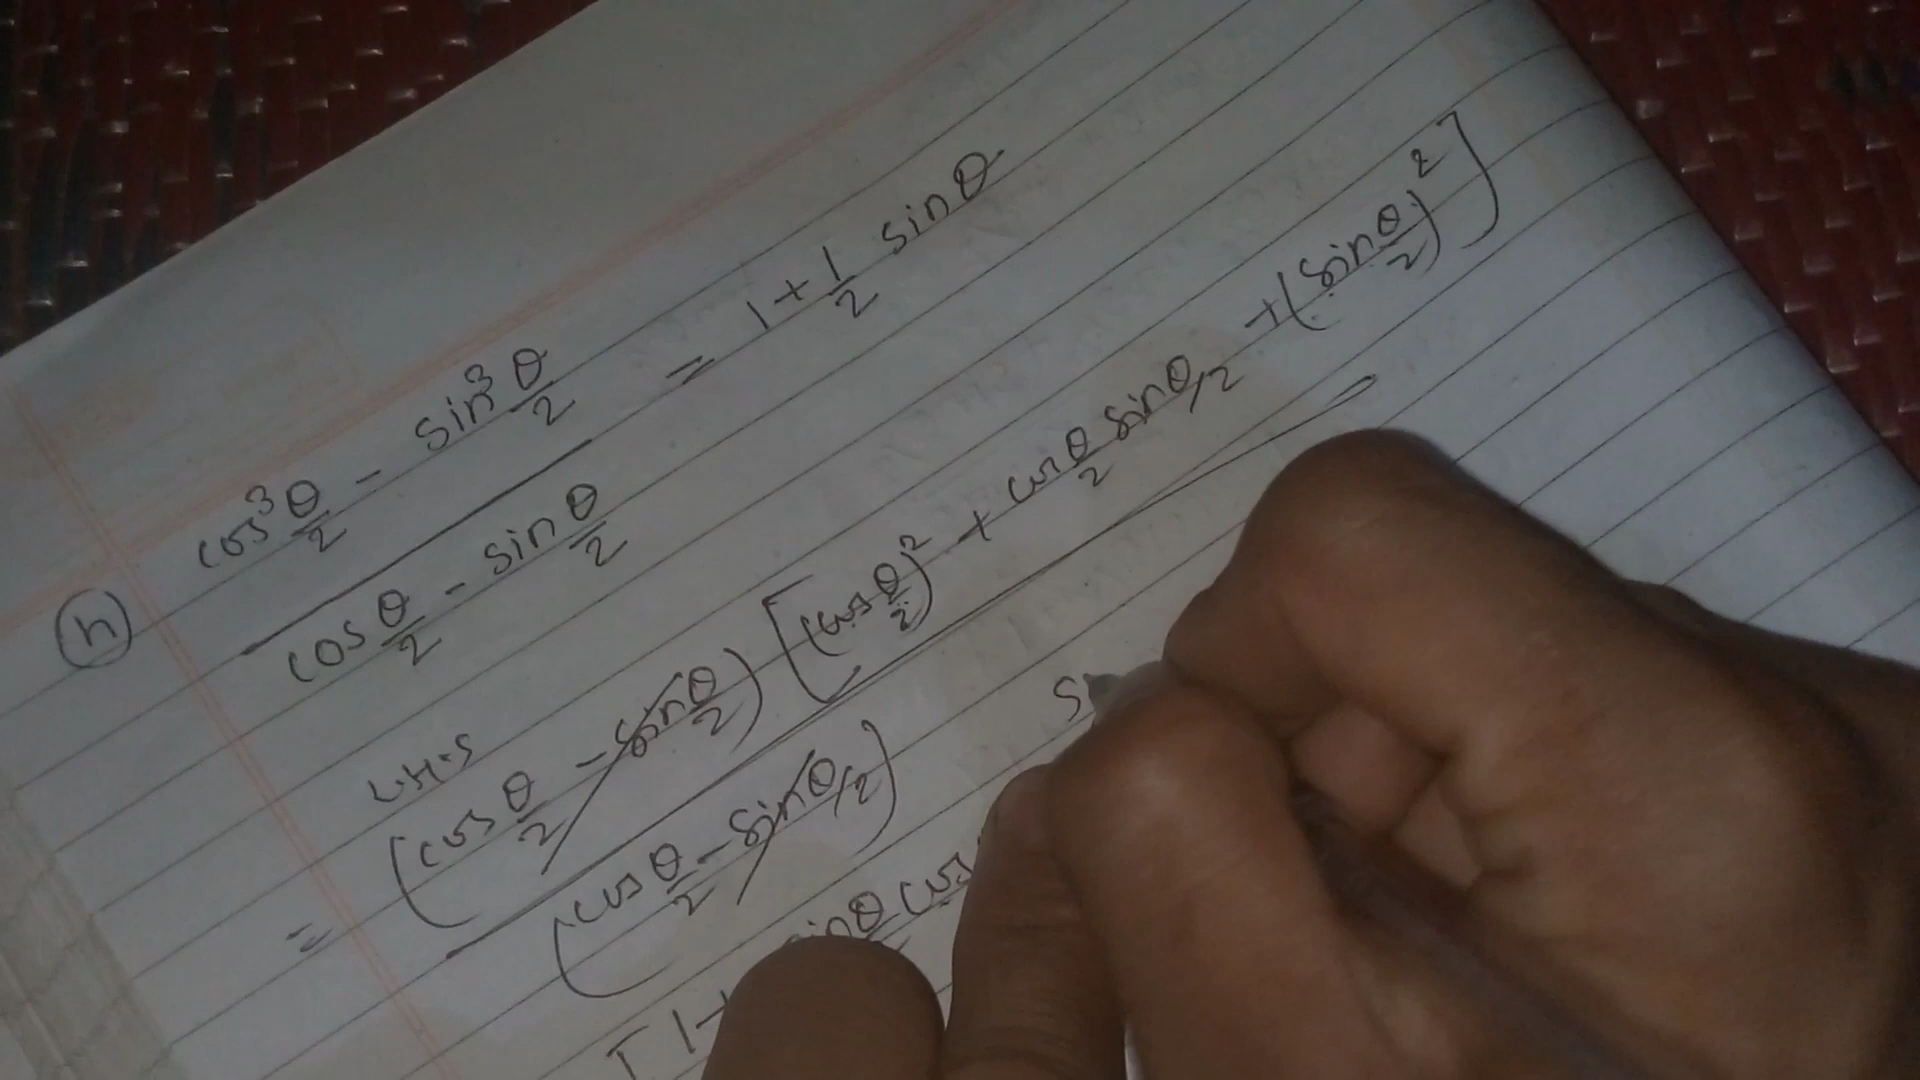 (h) cos³θ/2 - sin³θ/2 = 1 + 1/2 sinθ
cosθ/2 - sinθ/2
L.H.S
= (cosθ/2 - sinθ/2) [(cosθ/2)² + cosθ/2 sinθ/2 + (sinθ/2)²]
(cosθ/2 - sinθ/2)
[1+